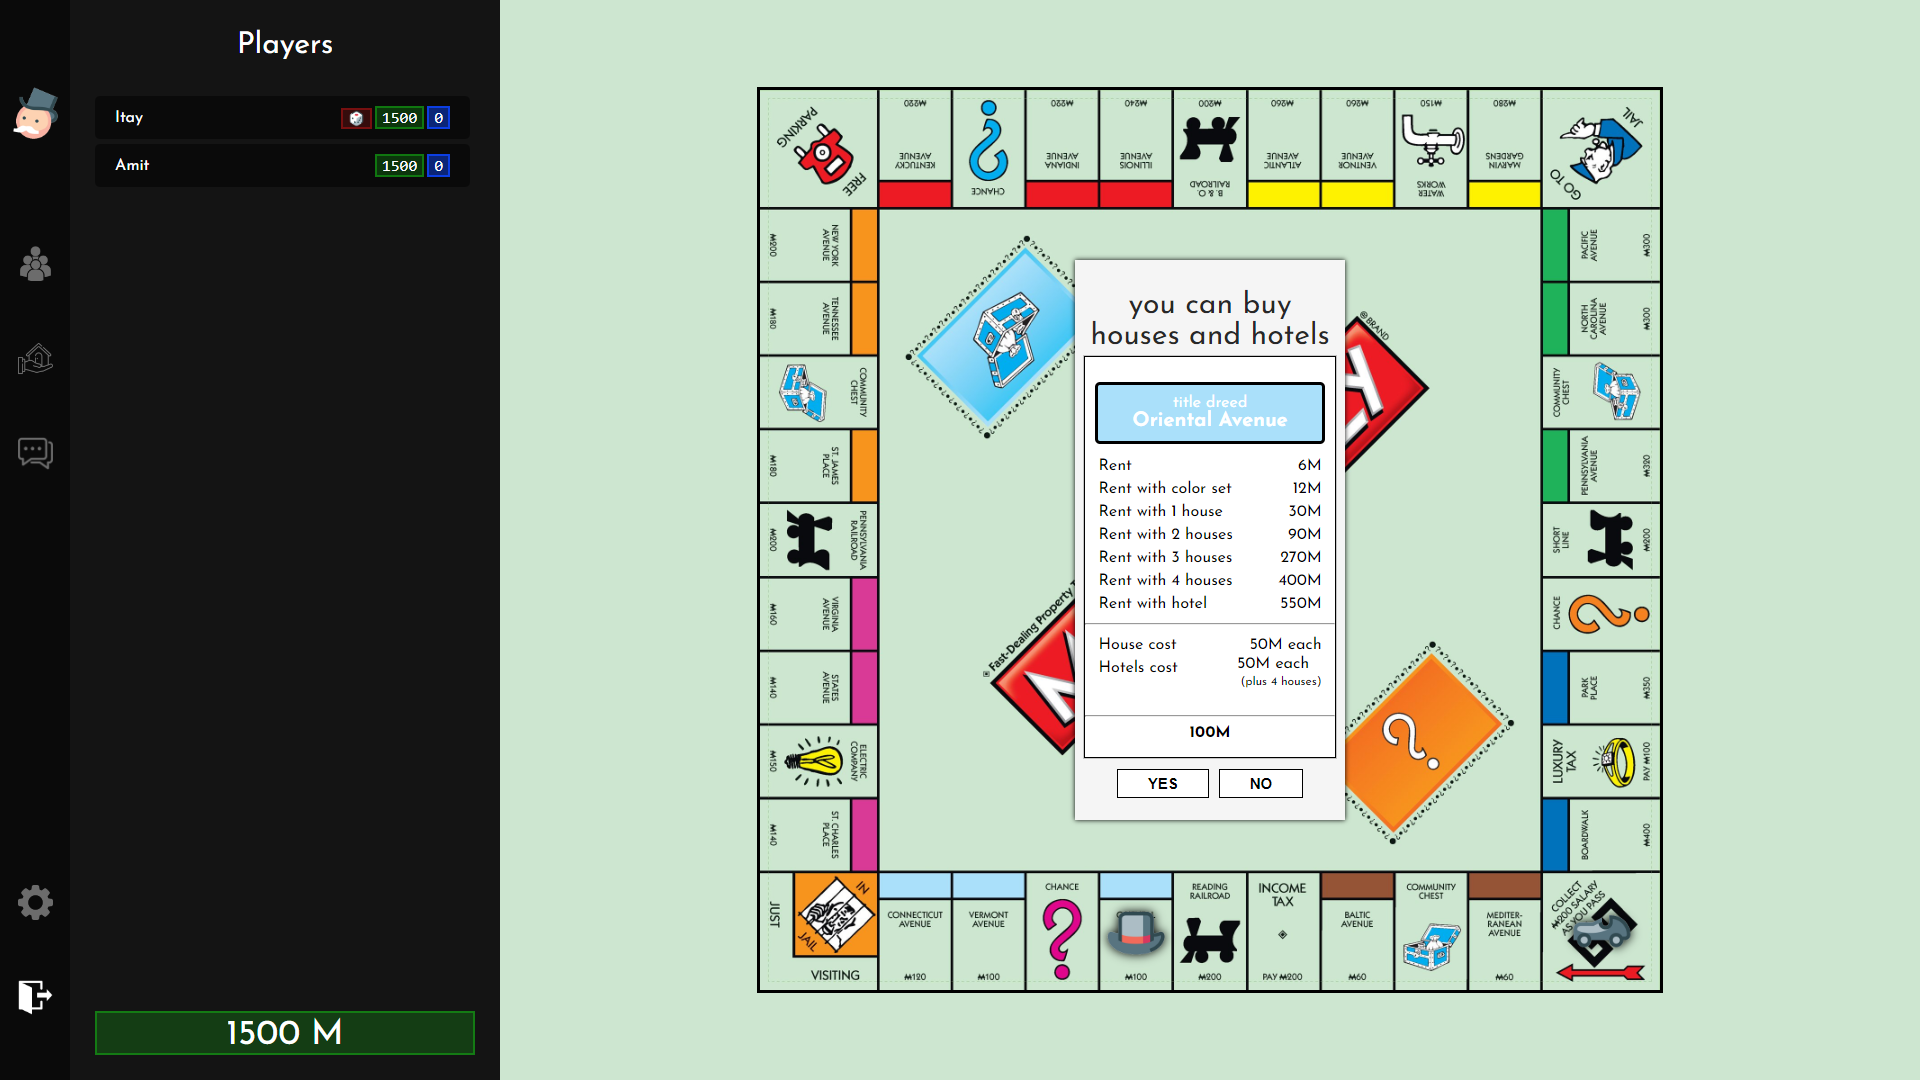 Players
Itay
1500
0
Amit
1500
0
1500 M
FREE
PARKING
KENTUCKY
AVENUE
₩220
CHANCE
INDIANA
AVENUE
₩220
ILLINOIS
AVENUE
₩240
B. & O.
RAILROAD
₩200
ATLANTIC
AVENUE
₩260
VENTNOR
AVENUE
₩260
WATER
WORKS
₩150
MARVIN
GARDENS
₩280
GO TO
JAIL
NEW YORK
AVENUE
₩200
TENNESSEE
AVENUE
₩180
COMMUNITY
CHEST
ST. JAMES
PLACE
₩180
PENNSYLVANIA
RAILROAD
₩200
VIRGINIA
AVENUE
₩160
STATES
AVENUE
₩140
ELECTRIC
COMPANY
₩150
ST. CHARLES
PLACE
₩140
PACIFIC
AVENUE
₩300
NORTH
CAROLINA
AVENUE
₩300
COMMUNITY
CHEST
PENNSYLVANIA
AVENUE
₩320
SHORT
LINE
₩200
CHANCE
PARK
PLACE
₩350
LUXURY
TAX
PAY ₩100
BOARDWALK
₩400
@BRAND
Fast-Dealing Property T
you can buy
houses and hotels
title dreed
Oriental Avenue
Rent 6M
Rent with color set 12M
Rent with 1 house 30M
Rent with 2 houses 90M
Rent with 3 houses 270M
Rent with 4 houses 400M
Rent with hotel 550M
House cost 50M each
Hotels cost 50M each
(plus 4 houses)
100M
YES NO
JUST
VISITING
IN
JAIL
CONNECTICUT
AVENUE
₩120
VERMONT
AVENUE
₩100
CHANCE
₩100
READING
RAILROAD
₩200
INCOME
TAX
PAY ₩200
BALTIC
AVENUE
₩60
COMMUNITY
CHEST
MEDITER-
RANEAN
AVENUE
₩60
COLLECT
₩200 SALARY
AS YOU PASS